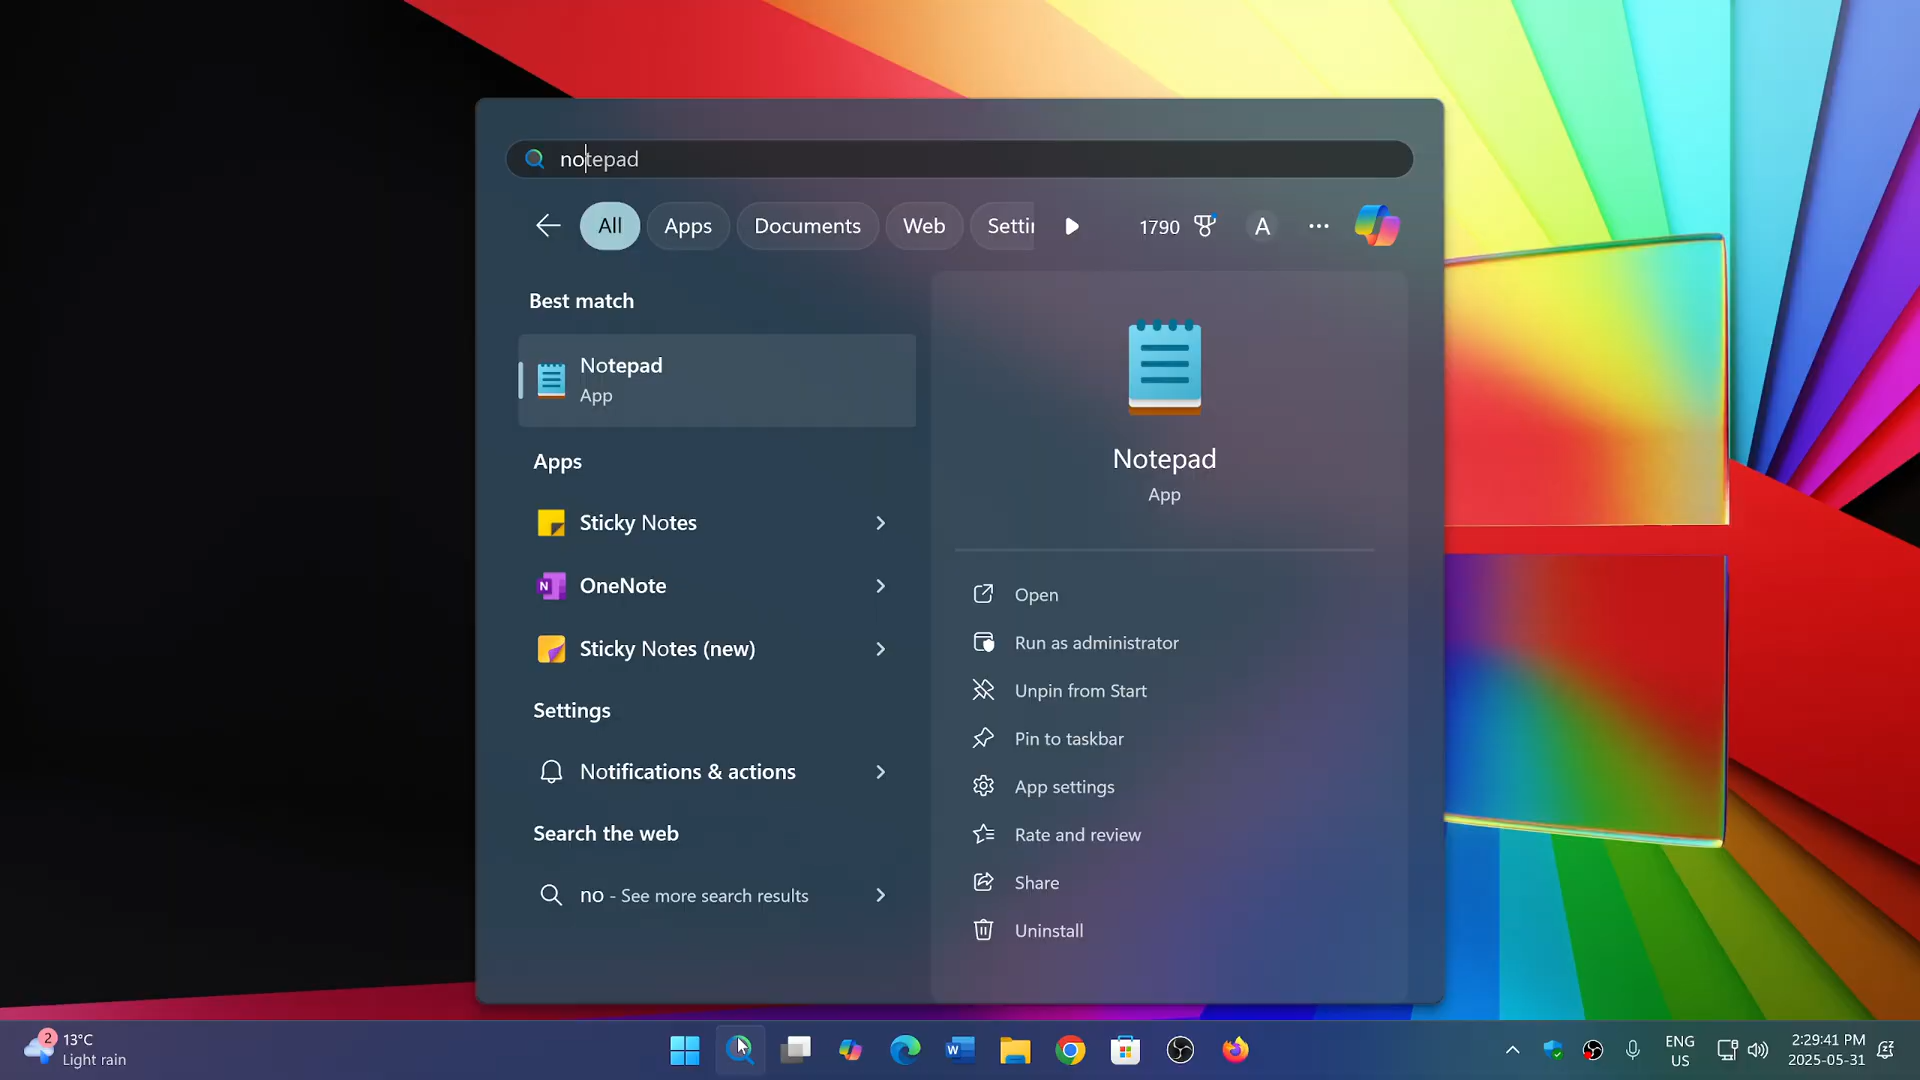 notepad
All
Apps
Documents
Web
Settin
1790
A
Best match
Notepad
App
Apps
Sticky Notes
OneNote
Sticky Notes (new)
Settings
Notifications & actions
Search the web
no - See more search results
Notepad
App
Open
Run as administrator
Unpin from Start
Pin to taskbar
App settings
Rate and review
Share
Uninstall
2
13°C
Light rain
ENG
US
2:29:41 PM
2025-05-31